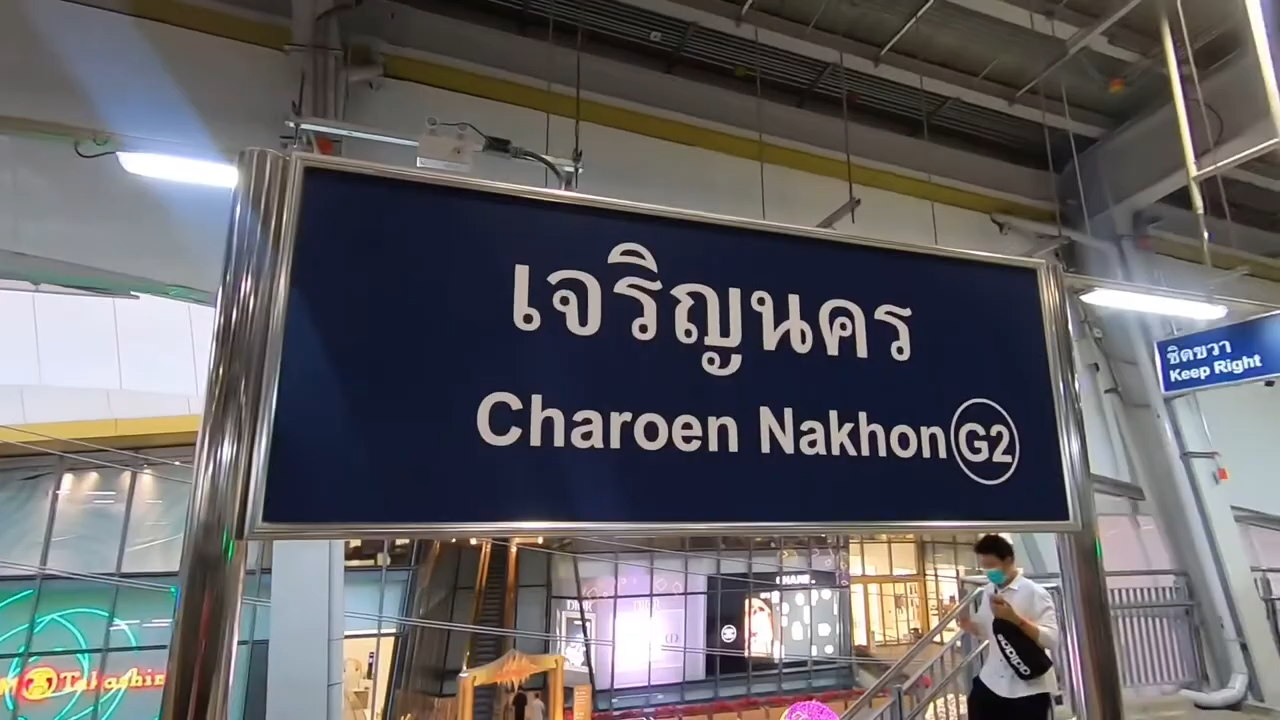 เจริญนคร
Charoen Nakhon G2
ชิดขวา
Keep Right
DIOR
DIOR
adidas